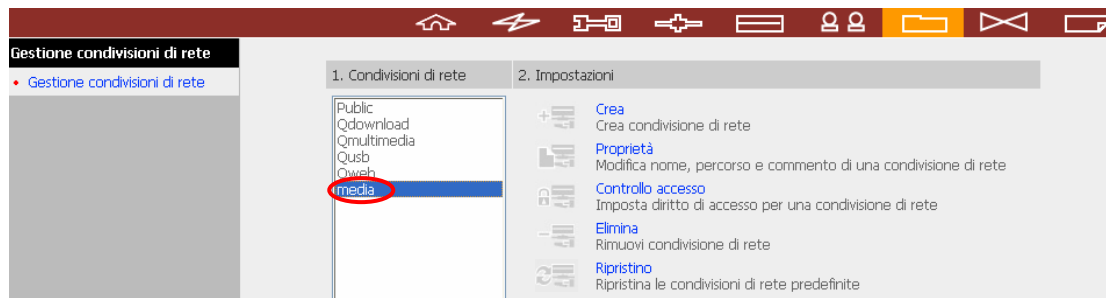 Gestione condivisioni di rete
Gestione condivisioni di rete
1. Condivisioni di rete
2. Impostazioni
Public
Qdownload
Qmultimedia
Qusb
Qweb
media
Crea
Crea condivisione di rete
Proprietà
Modifica nome, percorso e commento di una condivisione di rete
Controllo accesso
Imposta diritto di accesso per una condivisione di rete
Elimina
Rimuovi condivisione di rete
Ripristino
Ripristina le condivisioni di rete predefinite